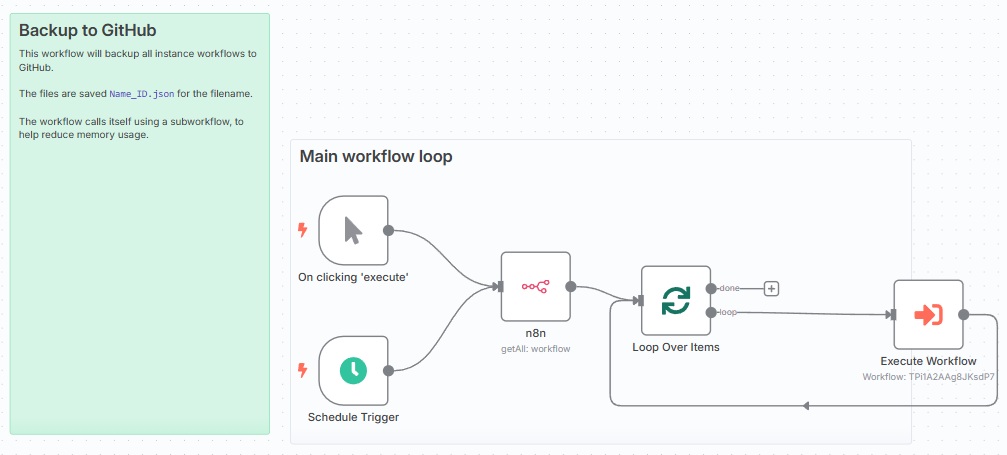 Backup to GitHub
This workflow will backup all instance workflows to
GitHub.
The files are saved Name_ID.json for the filename.
The workflow calls itself using a subworkflow, to
help reduce memory usage.
Main workflow loop
On clicking 'execute'
n8n
getAll: workflow
done
loop
Loop Over Items
Execute Workflow
Workflow: TPi1A2AAg8JKsdP7
Schedule Trigger